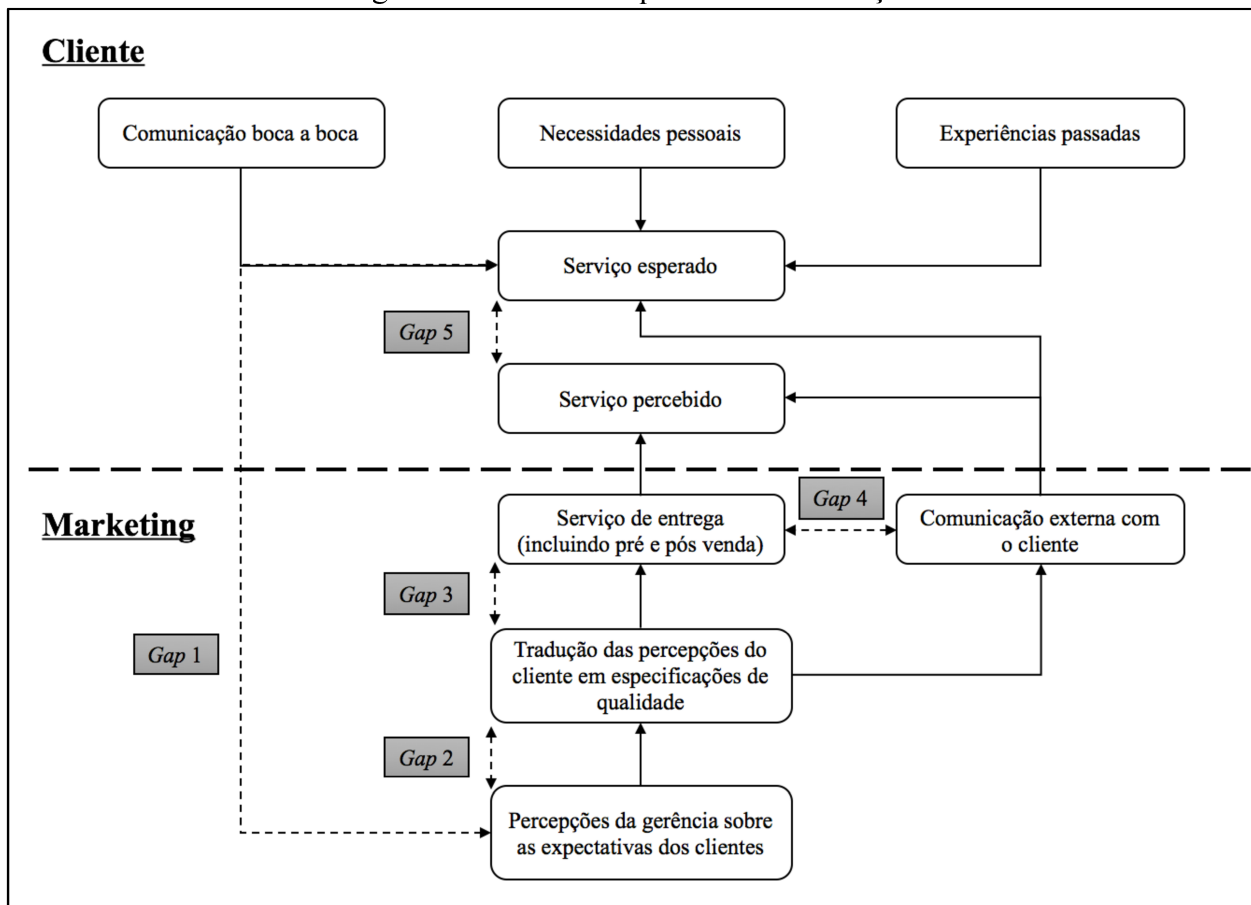 Cliente
Comunicação boca a boca
Necessidades pessoais
Experiências passadas
Serviço esperado
Gap 5
Serviço percebido
Marketing
Serviço de entrega
(incluindo pré e pós venda)
Gap 4
Comunicação externa com
o cliente
Gap 3
Gap 1
Tradução das percepções do
cliente em especificações de
qualidade
Gap 2
Percepções da gerência sobre
as expectativas dos clientes